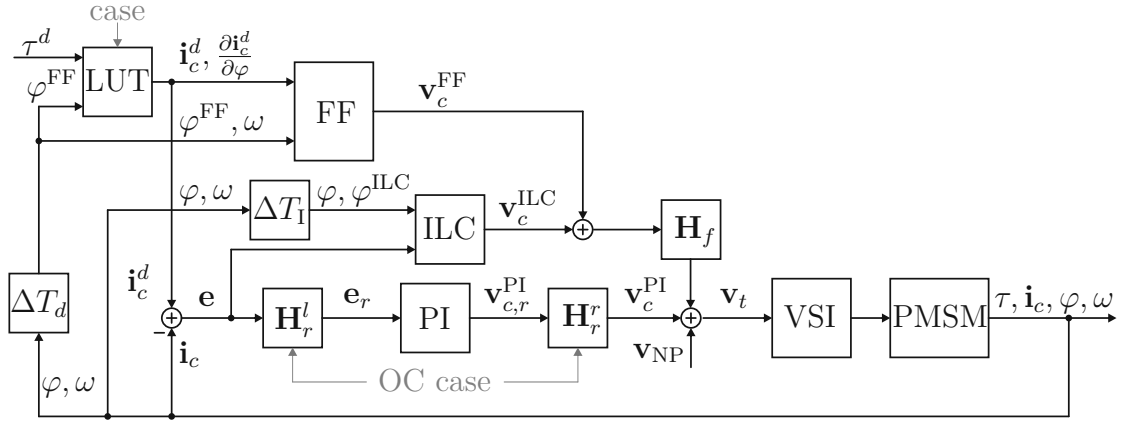 case
τ^d
LUT
i_c^d, ∂i_c^d/∂φ
φ^FF
FF
v_c^FF
φ^FF, ω
φ, ω
ΔT_I
φ, φ^ILC
ILC
v_c^ILC
H_f
ΔT_d
i_c^d
e
H_r^l
e_r
PI
v_{c,r}^PI
H_r^r
v_c^PI
v_t
VSI
PMSM
τ, i_c, φ, ω
−
i_c
v_NP
OC case
φ, ω